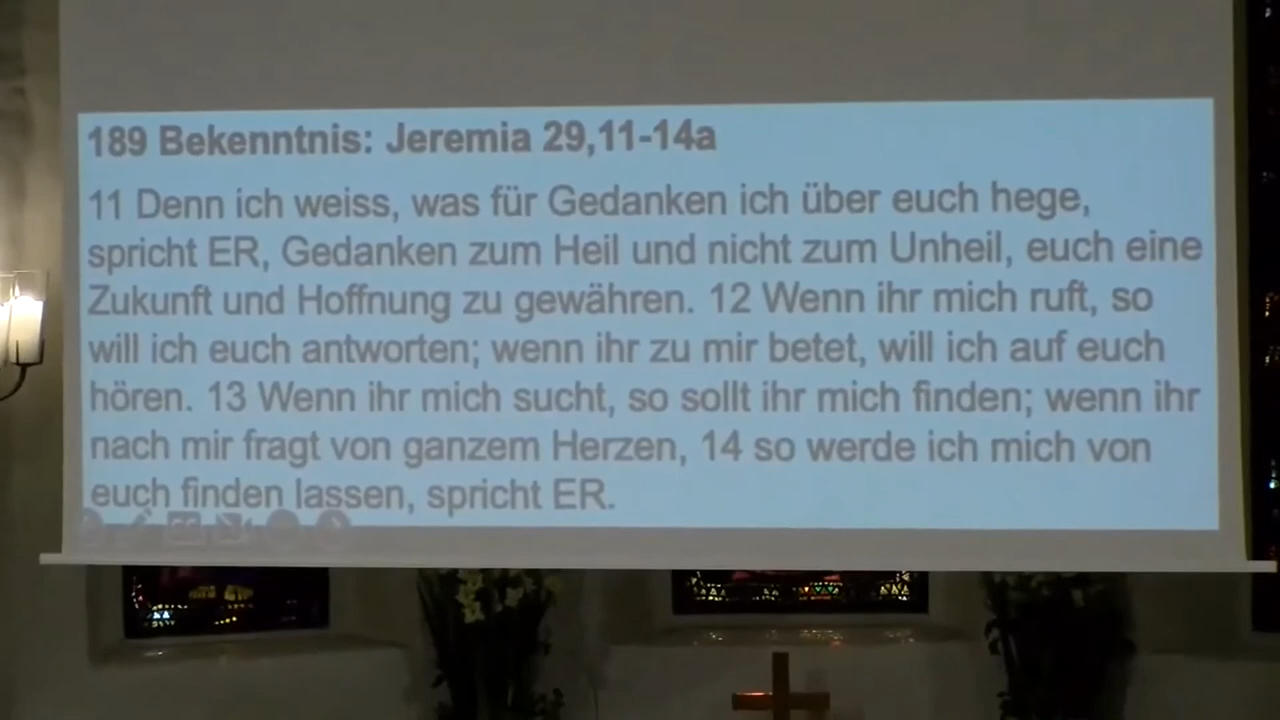 189 Bekenntnis: Jeremia 29,11-14a
11 Denn ich weiss, was für Gedanken ich über euch hege,
spricht ER, Gedanken zum Heil und nicht zum Unheil, euch eine
Zukunft und Hoffnung zu gewähren. 12 Wenn ihr mich ruft, so
will ich euch antworten; wenn ihr zu mir betet, will ich auf euch
hören. 13 Wenn ihr mich sucht, so sollt ihr mich finden; wenn ihr
nach mir fragt von ganzem Herzen, 14 so werde ich mich von
euch finden lassen, spricht ER.